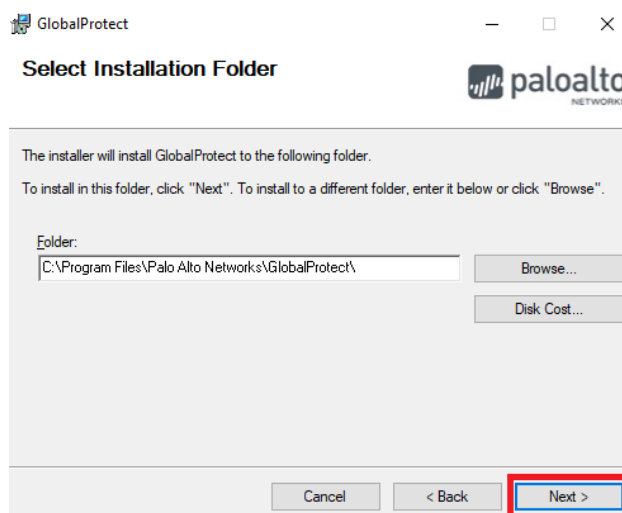 GlobalProtect
Select Installation Folder
paloalto
NETWORKS
The installer will install GlobalProtect to the following folder.
To install in this folder, click "Next". To install to a different folder, enter it below or click "Browse".
Folder:
C:\Program Files\Palo Alto Networks\GlobalProtect\
Browse...
Disk Cost...
Cancel
< Back
Next >